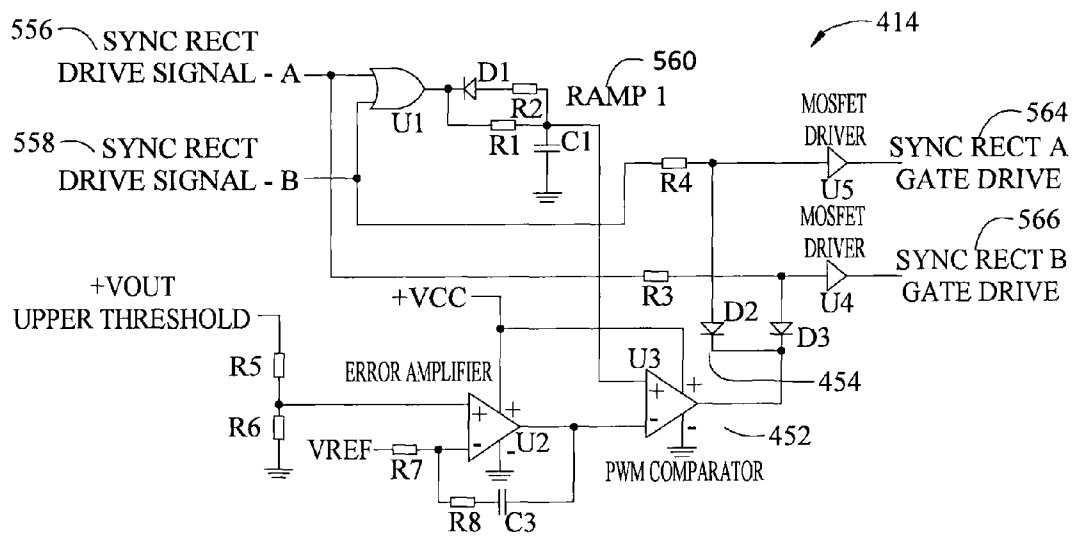 556 SYNC RECT
DRIVE SIGNAL - A
558 SYNC RECT
DRIVE SIGNAL - B
U1
D1
R2
R1
C1
560
RAMP 1
414
MOSFET
DRIVER
U5
564
SYNC RECT A
GATE DRIVE
R4
MOSFET
DRIVER
U4
566
SYNC RECT B
GATE DRIVE
R3
+VOUT
UPPER THRESHOLD
+VCC
D2
D3
454
R5
R6
ERROR AMPLIFIER
+
-
+
-
U2
VREF
R7
R8
C3
U3
+
-
+
-
452
PWM COMPARATOR